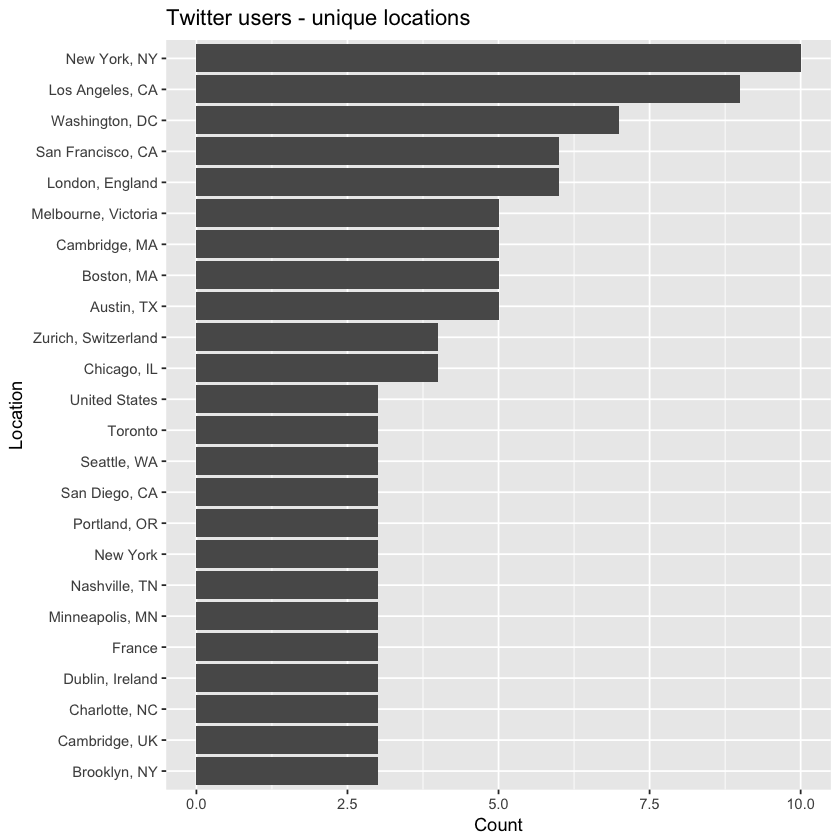 Twitter users - unique locations
New York, NY
Los Angeles, CA
Washington, DC
San Francisco, CA
London, England
Melbourne, Victoria
Cambridge, MA
Boston, MA
Austin, TX
Zurich, Switzerland
Chicago, IL
United States
Toronto
Seattle, WA
San Diego, CA
Portland, OR
New York
Nashville, TN
Minneapolis, MN
France
Dublin, Ireland
Charlotte, NC
Cambridge, UK
Brooklyn, NY
Location
0.0 2.5 5.0 7.5 10.0
Count